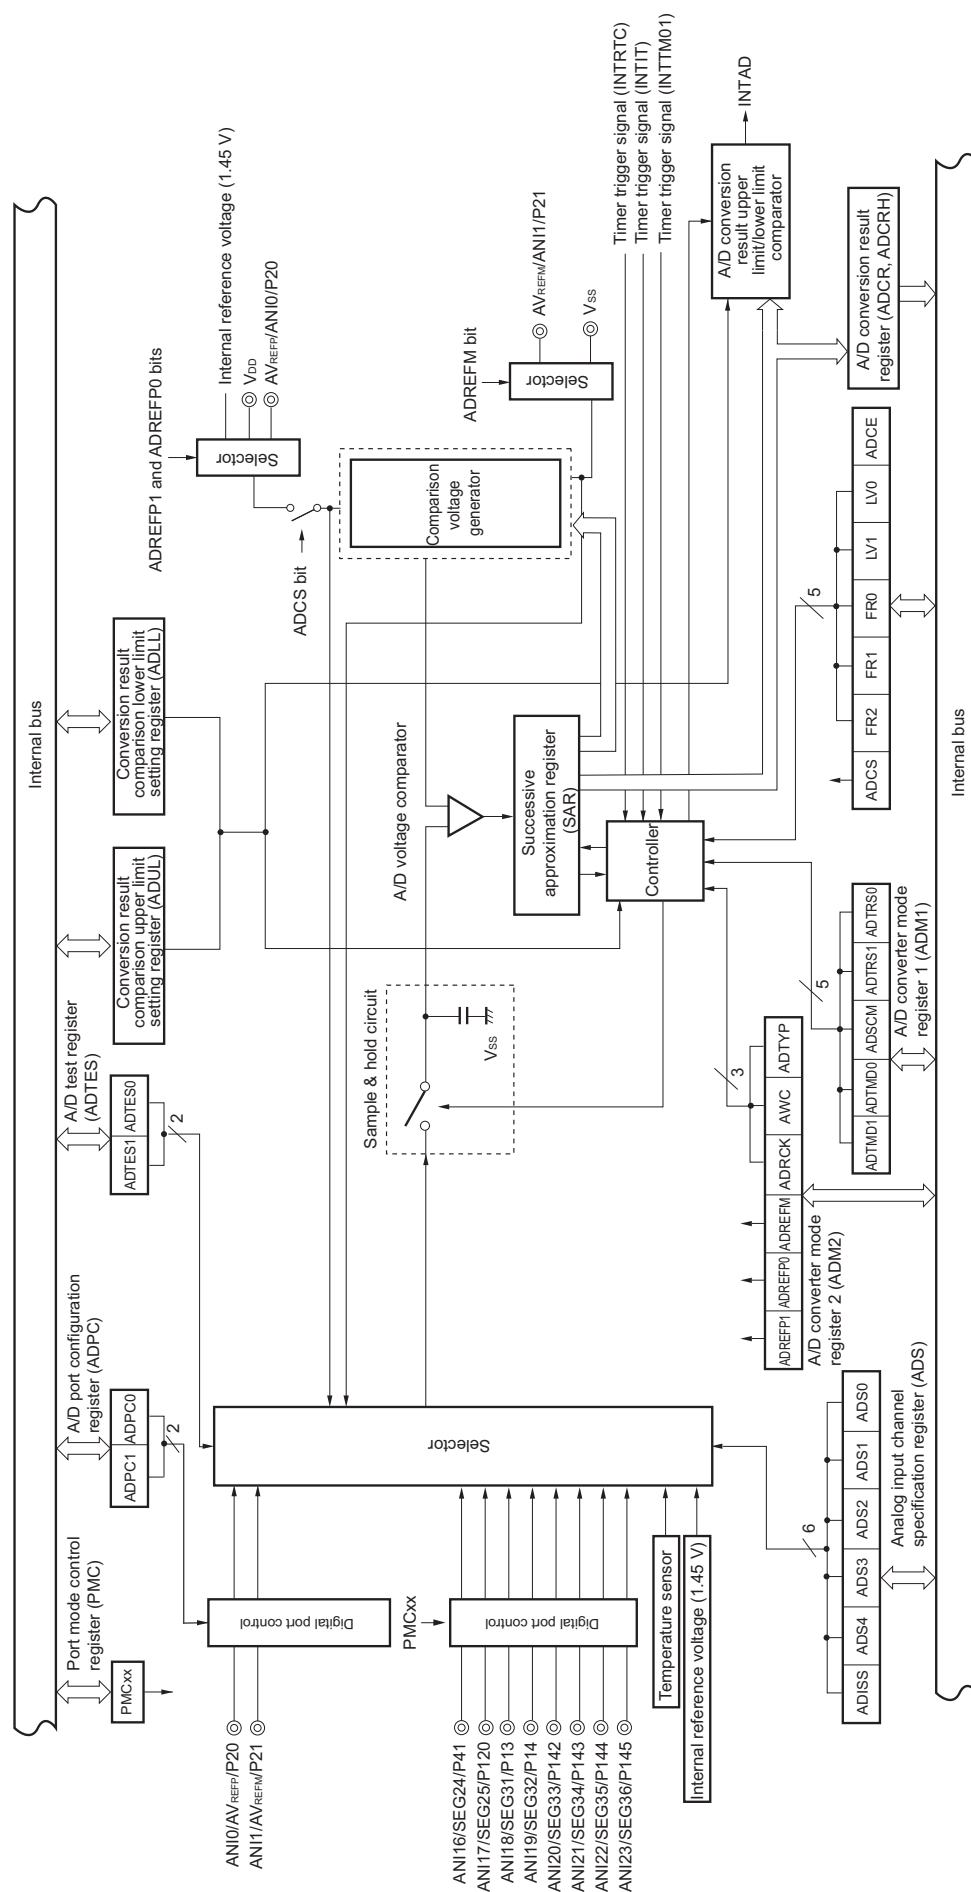 Internal bus
Port mode control
register (PMC)
PMCxx
A/D port configuration
register (ADPC)
ADPC1
ADPC0
2
A/D test register
(ADTES)
ADTES1
ADTES0
2
Conversion result
comparison upper limit
setting register (ADUL)
Conversion result
comparison lower limit
setting register (ADLL)
ADREFP1 and ADREFP0 bits
Selector
Internal reference voltage (1.45 V)
VDD
AVREFP/ANI0/P20
ADCS bit
ANI0/AVREFP/P20
ANI1/AVREFM/P21
Digital port control
PMCxx
ANI16/SEG24/P41
ANI17/SEG25/P120
ANI18/SEG31/P13
ANI19/SEG32/P14
ANI20/SEG33/P142
ANI21/SEG34/P143
ANI22/SEG35/P144
ANI23/SEG36/P145
Digital port control
Temperature sensor
Internal reference voltage (1.45 V)
Selector
Sample & hold circuit
VSS
A/D voltage comparator
Comparison
voltage
generator
ADREFM bit
Selector
AVREFM/ANI1/P21
VSS
Successive
approximation register
(SAR)
Controller
Timer trigger signal (INTRTC)
Timer trigger signal (INTIT)
Timer trigger signal (INTTM01)
A/D conversion
result upper
limit/lower limit
comparator
INTAD
6
ADISS
ADS4
ADS3
ADS2
ADS1
ADS0
Analog input channel
specification register (ADS)
3
ADREFP1
ADREFP0
ADREFM
ADRCK
AWC
ADTYP
A/D converter mode
register 2 (ADM2)
5
ADTMD1
ADTMD0
ADSCM
ADTRS1
ADTRS0
A/D converter mode
register 1 (ADM1)
5
ADCS
FR2
FR1
FR0
LV1
LV0
ADCE
A/D conversion result
register (ADCR, ADCRH)
Internal bus